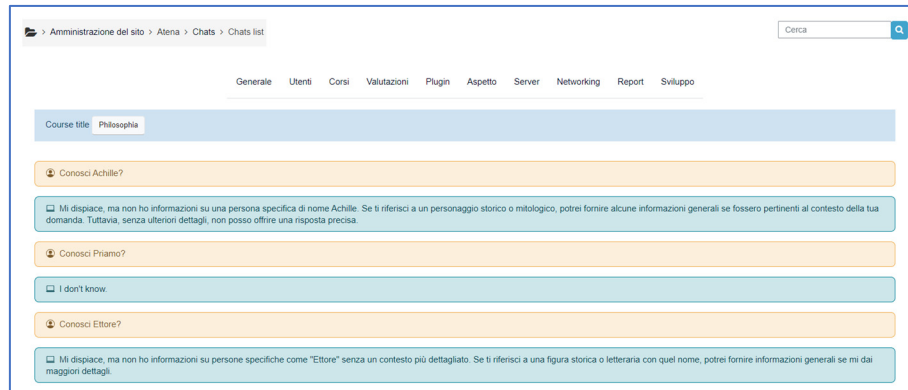 > Amministrazione del sito > Atena > Chats > Chats list
Cerca
Generale Utenti Corsi Valutazioni Plugin Aspetto Server Networking Report Sviluppo
Course title Philosophia
Conosci Achille?
Mi dispiace, ma non ho informazioni su una persona specifica di nome Achille. Se ti riferisci a un personaggio storico o mitologico, potrei fornire alcune informazioni generali se fossero pertinenti al contesto della tua
domanda. Tuttavia, senza ulteriori dettagli, non posso offrire una risposta precisa.
Conosci Priamo?
I don't know.
Conosci Ettore?
Mi dispiace, ma non ho informazioni su persone specifiche come "Ettore" senza un contesto più dettagliato. Se ti riferisci a una figura storica o letteraria con quel nome, potrei fornire informazioni generali se mi dai
maggiori dettagli.